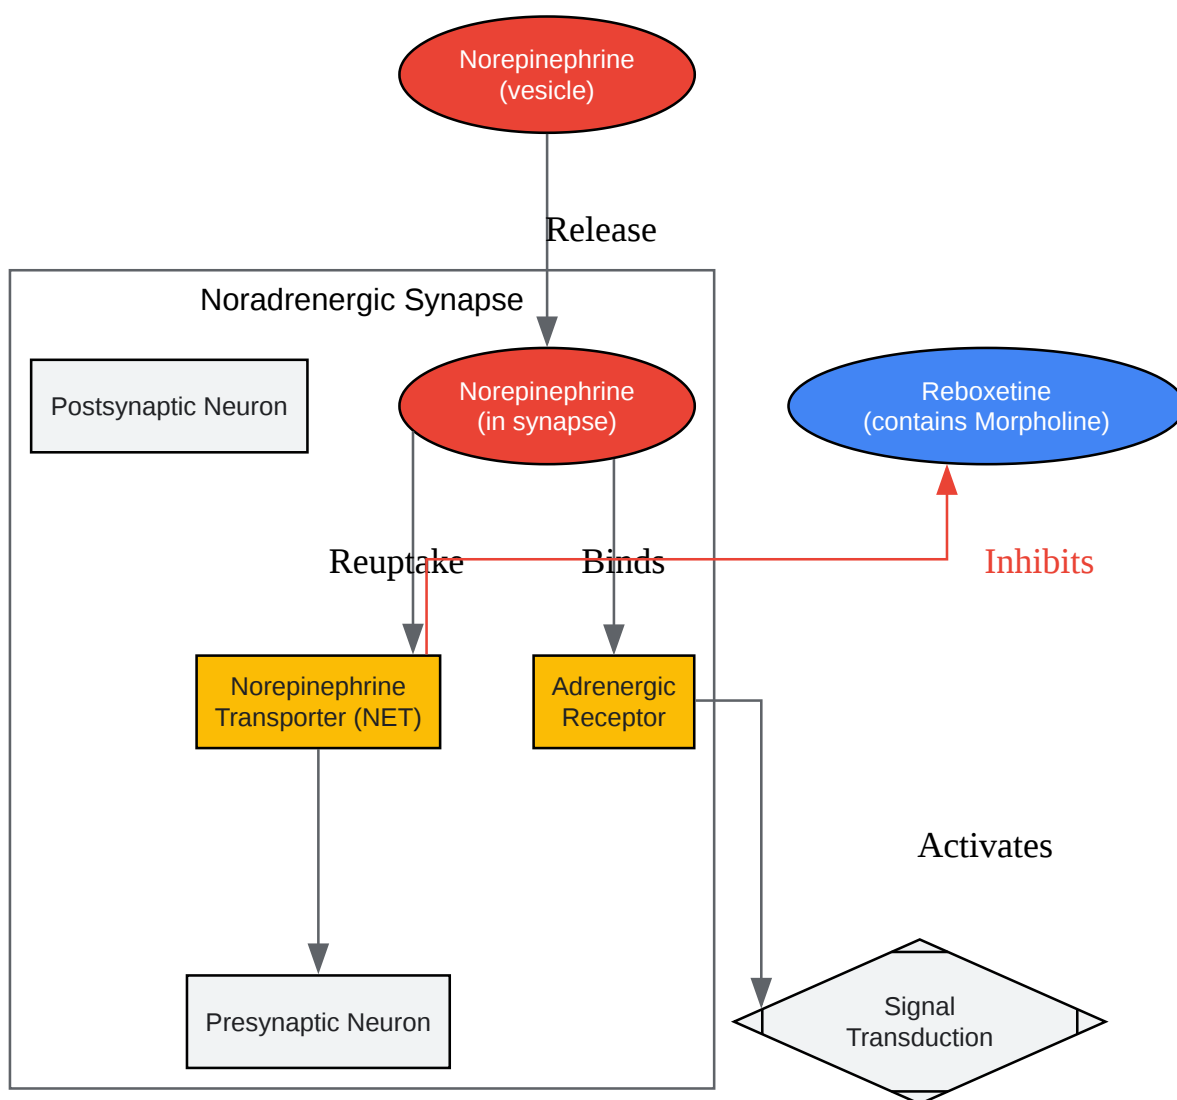 Norepinephrine
(vesicle)
Release
Noradrenergic Synapse
Postsynaptic Neuron
Norepinephrine
(in synapse)
Reboxetine
(contains Morpholine)
Reuptake
Binds
Inhibits
Norepinephrine
Transporter (NET)
Adrenergic
Receptor
Activates
Presynaptic Neuron
Signal
Transduction